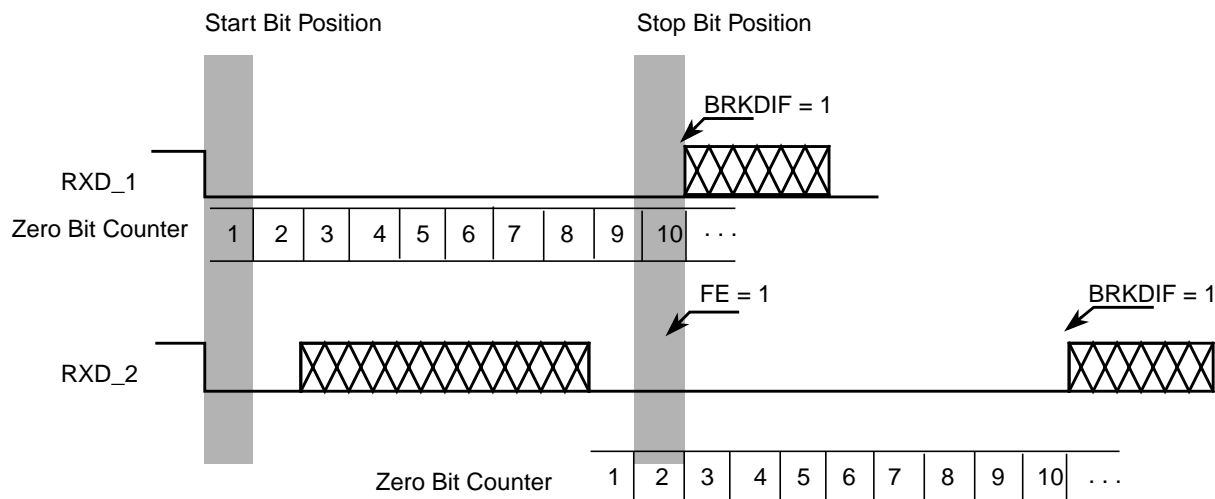 Start Bit Position
Stop Bit Position
BRKDIF = 1
RXD_1
Zero Bit Counter
1 2 3 4 5 6 7 8 9 10 . . .
FE = 1
BRKDIF = 1
RXD_2
Zero Bit Counter
1 2 3 4 5 6 7 8 9 10 . . .